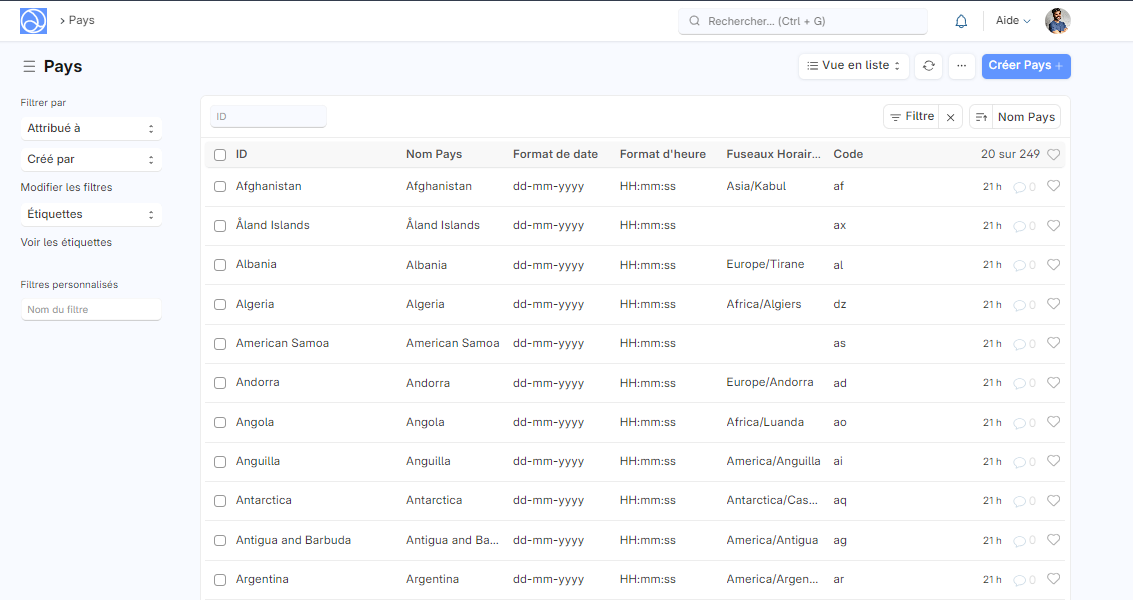 Pays
Rechercher... (Ctrl + G)
Aide
Pays
Vue en liste
Créer Pays +
Filtrer par
Attribué à
Créé par
Modifier les filtres
Étiquettes
Voir les étiquettes
Filtres personnalisés
Nom du filtre
ID
Filtre
Nom Pays
ID Nom Pays Format de date Format d'heure Fuseaux Horair... Code 20 sur 249
Afghanistan Afghanistan dd-mm-yyyy HH:mm:ss Asia/Kabul af 21 h 0
Åland Islands Åland Islands dd-mm-yyyy HH:mm:ss ax 21 h 0
Albania Albania dd-mm-yyyy HH:mm:ss Europe/Tirane al 21 h 0
Algeria Algeria dd-mm-yyyy HH:mm:ss Africa/Algiers dz 21 h 0
American Samoa American Samoa dd-mm-yyyy HH:mm:ss as 21 h 0
Andorra Andorra dd-mm-yyyy HH:mm:ss Europe/Andorra ad 21 h 0
Angola Angola dd-mm-yyyy HH:mm:ss Africa/Luanda ao 21 h 0
Anguilla Anguilla dd-mm-yyyy HH:mm:ss America/Anguilla ai 21 h 0
Antarctica Antarctica dd-mm-yyyy HH:mm:ss Antarctica/Cas... aq 21 h 0
Antigua and Barbuda Antigua and Ba... dd-mm-yyyy HH:mm:ss America/Antigua ag 21 h 0
Argentina Argentina dd-mm-yyyy HH:mm:ss America/Argen... ar 21 h 0